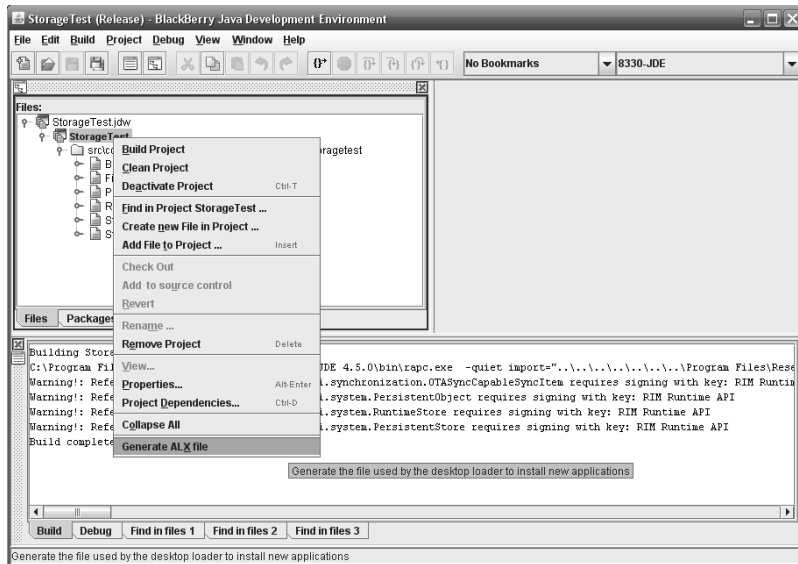 StorageTest (Release) - BlackBerry Java Development Environment
File Edit Build Project Debug View Window Help
No Bookmarks 8330-JDE
Files:
StorageTest.jdw
StorageTest
ragetest
Build Project
Clean Project
Deactivate Project Ctrl-T
Find in Project StorageTest ...
Create new File in Project ...
Add File to Project ... Insert
Check Out
Add to source control
Revert
Rename ...
Remove Project Delete
View...
Properties... Alt-Enter
Project Dependencies... Ctrl-D
Collapse All
Generate ALX file
Files Packages
Building Stora
C:\Program Fil JDE 4.5.0\bin\rapc.exe -quiet import="..\..\..\..\..\..\Program Files\Rese
Warning!: Refe i.synchronization.OTASyncCapableSyncItem requires signing with key: RIM Runtim
Warning!: Refe i.system.PersistentObject requires signing with key: RIM Runtime API
Warning!: Refe i.system.RuntimeStore requires signing with key: RIM Runtime API
Warning!: Refe i.system.PersistentStore requires signing with key: RIM Runtime API
Build complete
Generate the file used by the desktop loader to install new applications
Build Debug Find in files 1 Find in files 2 Find in files 3
Generate the file used by the desktop loader to install new applications